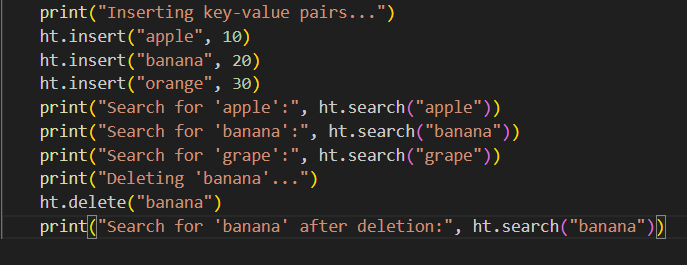 print("Inserting key-value pairs...")
ht.insert("apple", 10)
ht.insert("banana", 20)
ht.insert("orange", 30)
print("Search for 'apple':", ht.search("apple"))
print("Search for 'banana':", ht.search("banana"))
print("Search for 'grape':", ht.search("grape"))
print("Deleting 'banana'...")
ht.delete("banana")
print("Search for 'banana' after deletion:", ht.search("banana"))